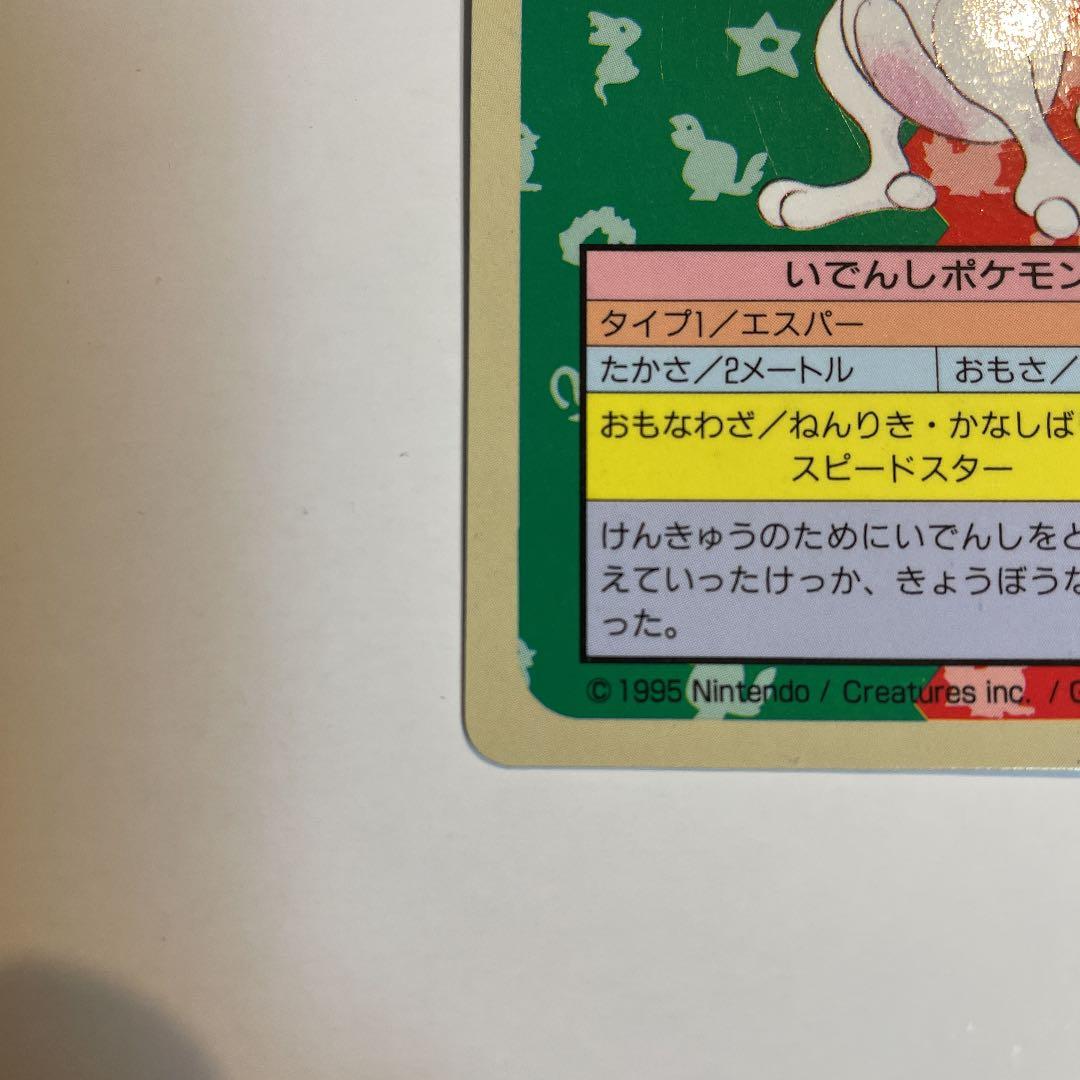 いでんしポケモン
タイプ1／エスパー
たかさ／2メートル おもさ／
おもなわざ／ねんりき・かなしば
スピードスター
けんきゅうのためにいでんしをと
えていったけっか、きょうぼうな
った。
© 1995 Nintendo / Creatures inc. / G